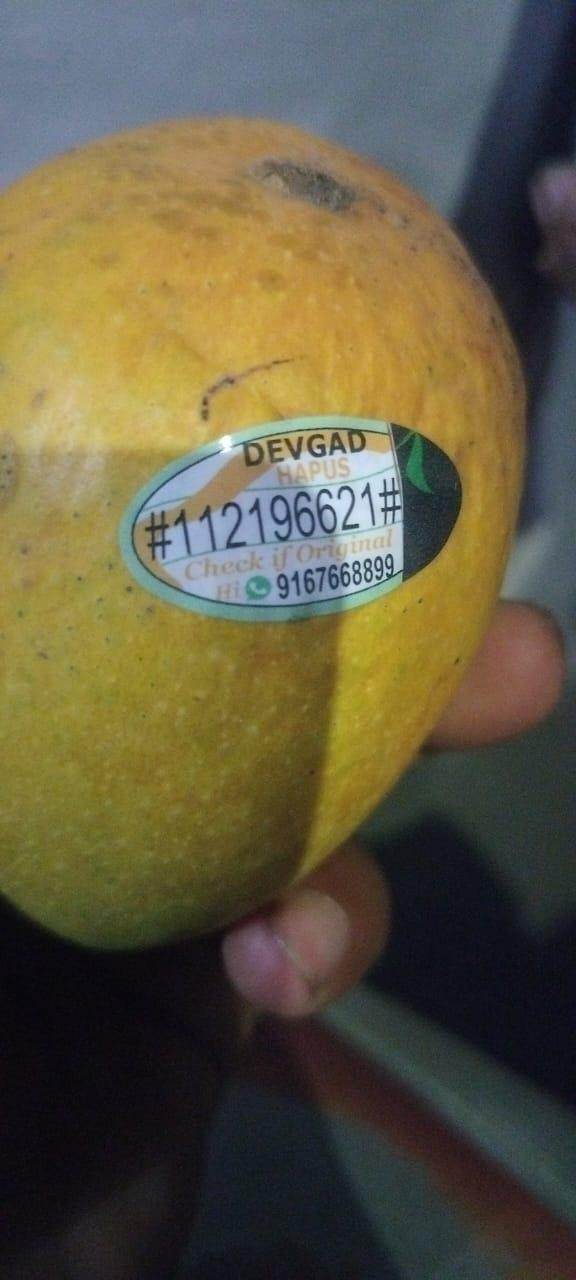 DEVGAD
HAPUS
#112196621#
Check if Original
Hi 9167668899